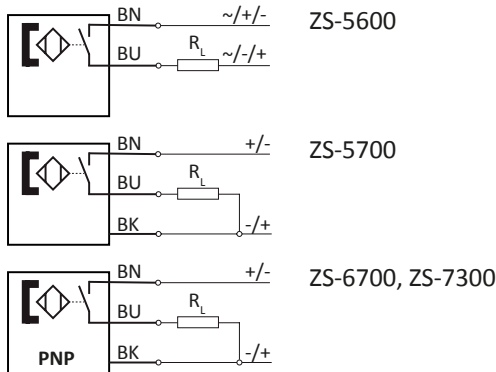 BN ~/+/- ZS-5600
BU R_L ~/-/+
BN +/- ZS-5700
BU R_L
BK -/+
BN +/- ZS-6700, ZS-7300
BU R_L
PNP BK -/+